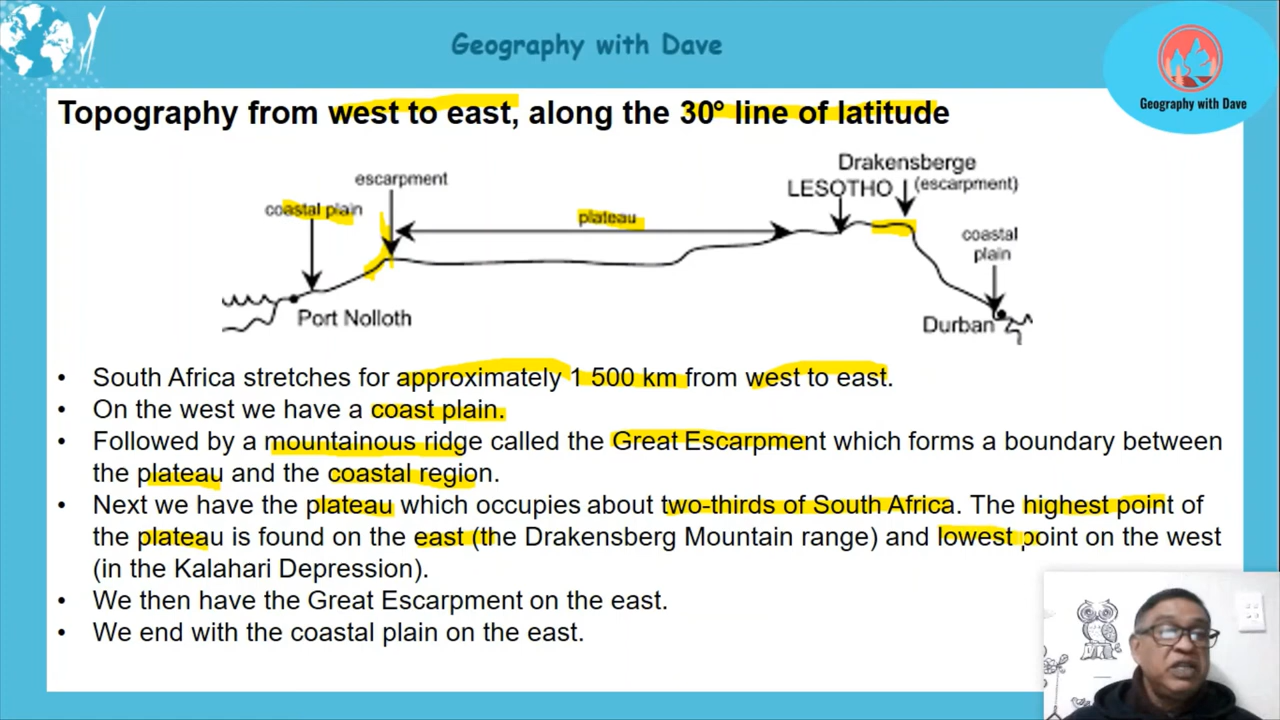 Geography with Dave
Geography with Dave
Topography from west to east, along the 30° line of latitude
Drakensberge
escarpment
LESOTHO
(escarpment)
coastal plain
plateau
coastal
plain
Port Nolloth
Durban
• South Africa stretches for approximately 1 500 km from west to east.
• On the west we have a coast plain.
• Followed by a mountainous ridge called the Great Escarpment which forms a boundary between
the plateau and the coastal region.
• Next we have the plateau which occupies about two-thirds of South Africa. The highest point of
the plateau is found on the east (the Drakensberg Mountain range) and lowest point on the west
(in the Kalahari Depression).
• We then have the Great Escarpment on the east.
• We end with the coastal plain on the east.